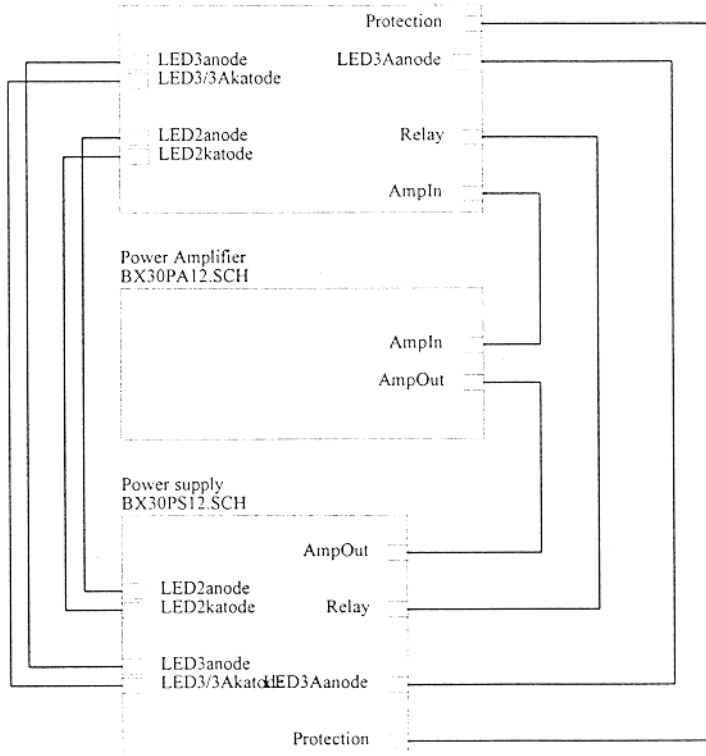 Protection
LED3anode LED3Aanode
LED3/3Akatode
LED2anode Relay
LED2katode
AmpIn
Power Amplifier
BX30PA12.SCH
AmpIn
AmpOut
Power supply
BX30PS12.SCH
AmpOut
LED2anode
LED2katode Relay
LED3anode
LED3/3Akatode LED3Aanode
Protection